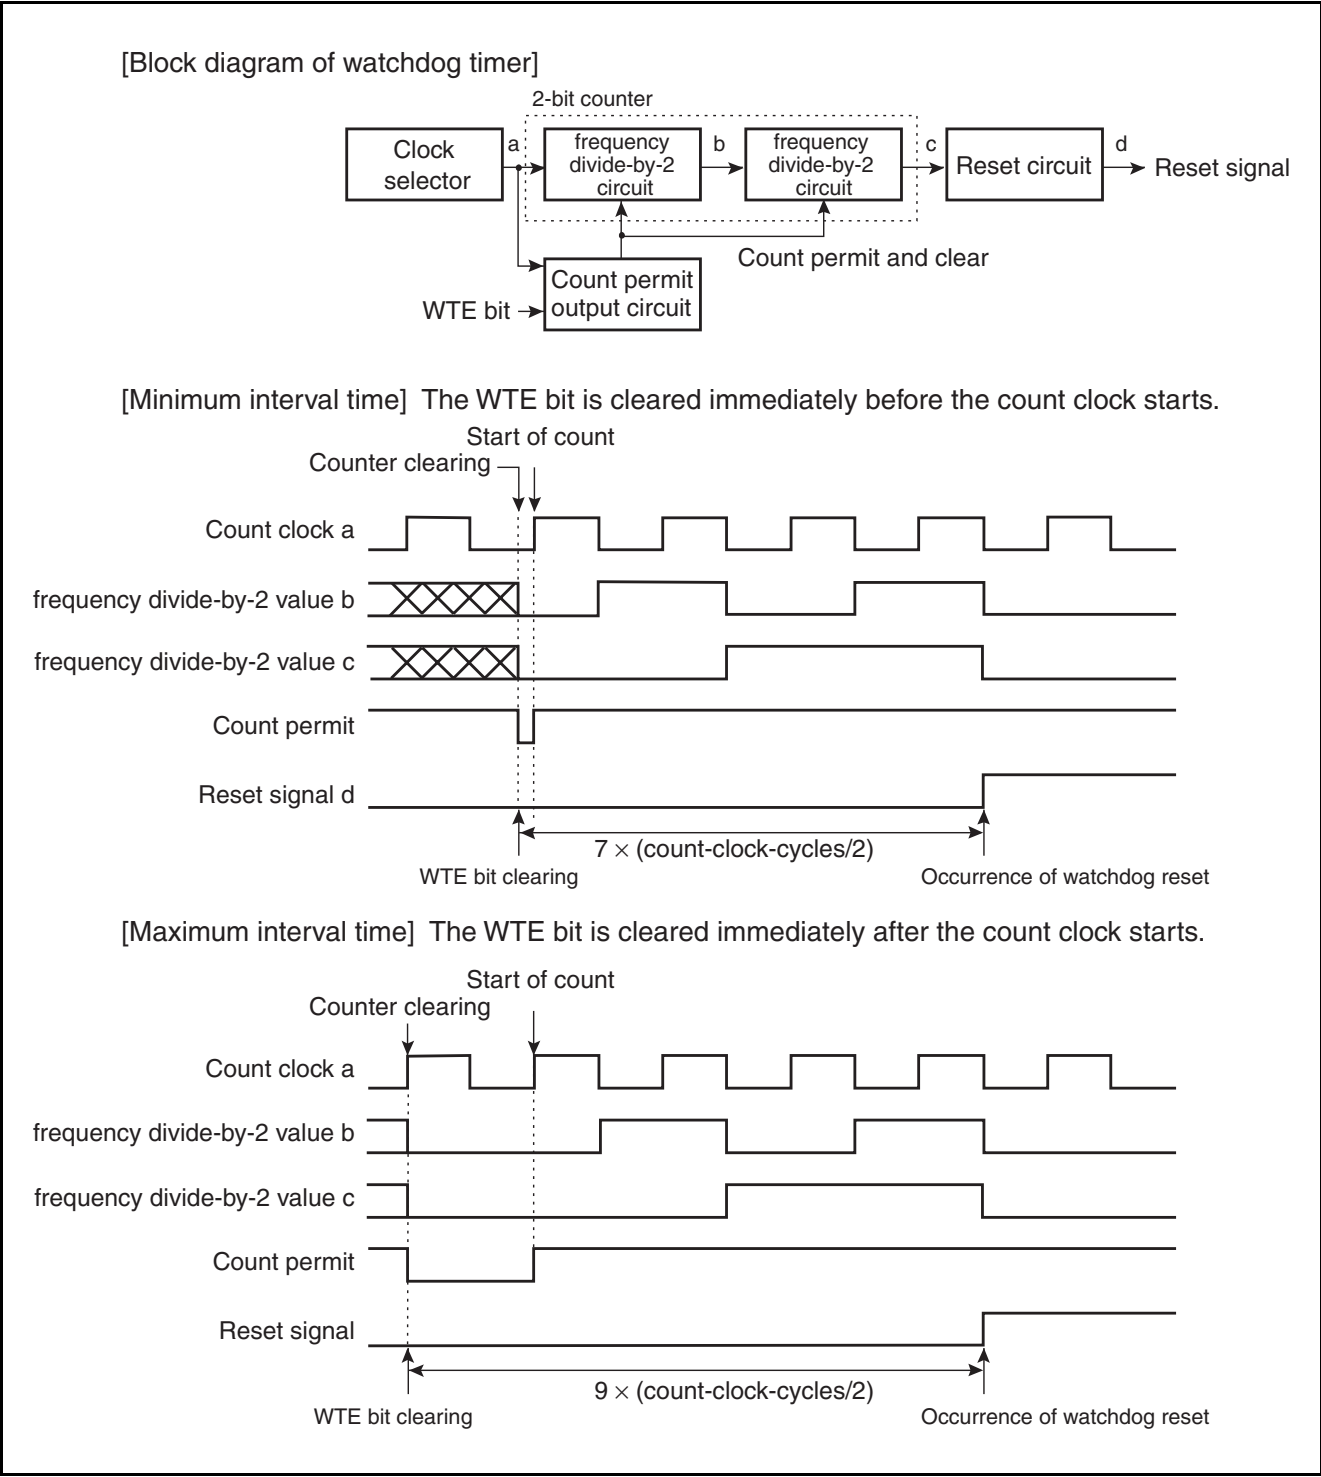 [Block diagram of watchdog timer]
2-bit counter
Clock
selector
a
frequency
divide-by-2
circuit
b
frequency
divide-by-2
circuit
c
Reset circuit
d
Reset signal
Count permit and clear
Count permit
output circuit
WTE bit
[Minimum interval time] The WTE bit is cleared immediately before the count clock starts.
Start of count
Counter clearing
Count clock a
frequency divide-by-2 value b
frequency divide-by-2 value c
Count permit
Reset signal d
7 × (count-clock-cycles/2)
WTE bit clearing
Occurrence of watchdog reset
[Maximum interval time] The WTE bit is cleared immediately after the count clock starts.
Start of count
Counter clearing
Count clock a
frequency divide-by-2 value b
frequency divide-by-2 value c
Count permit
Reset signal
9 × (count-clock-cycles/2)
WTE bit clearing
Occurrence of watchdog reset